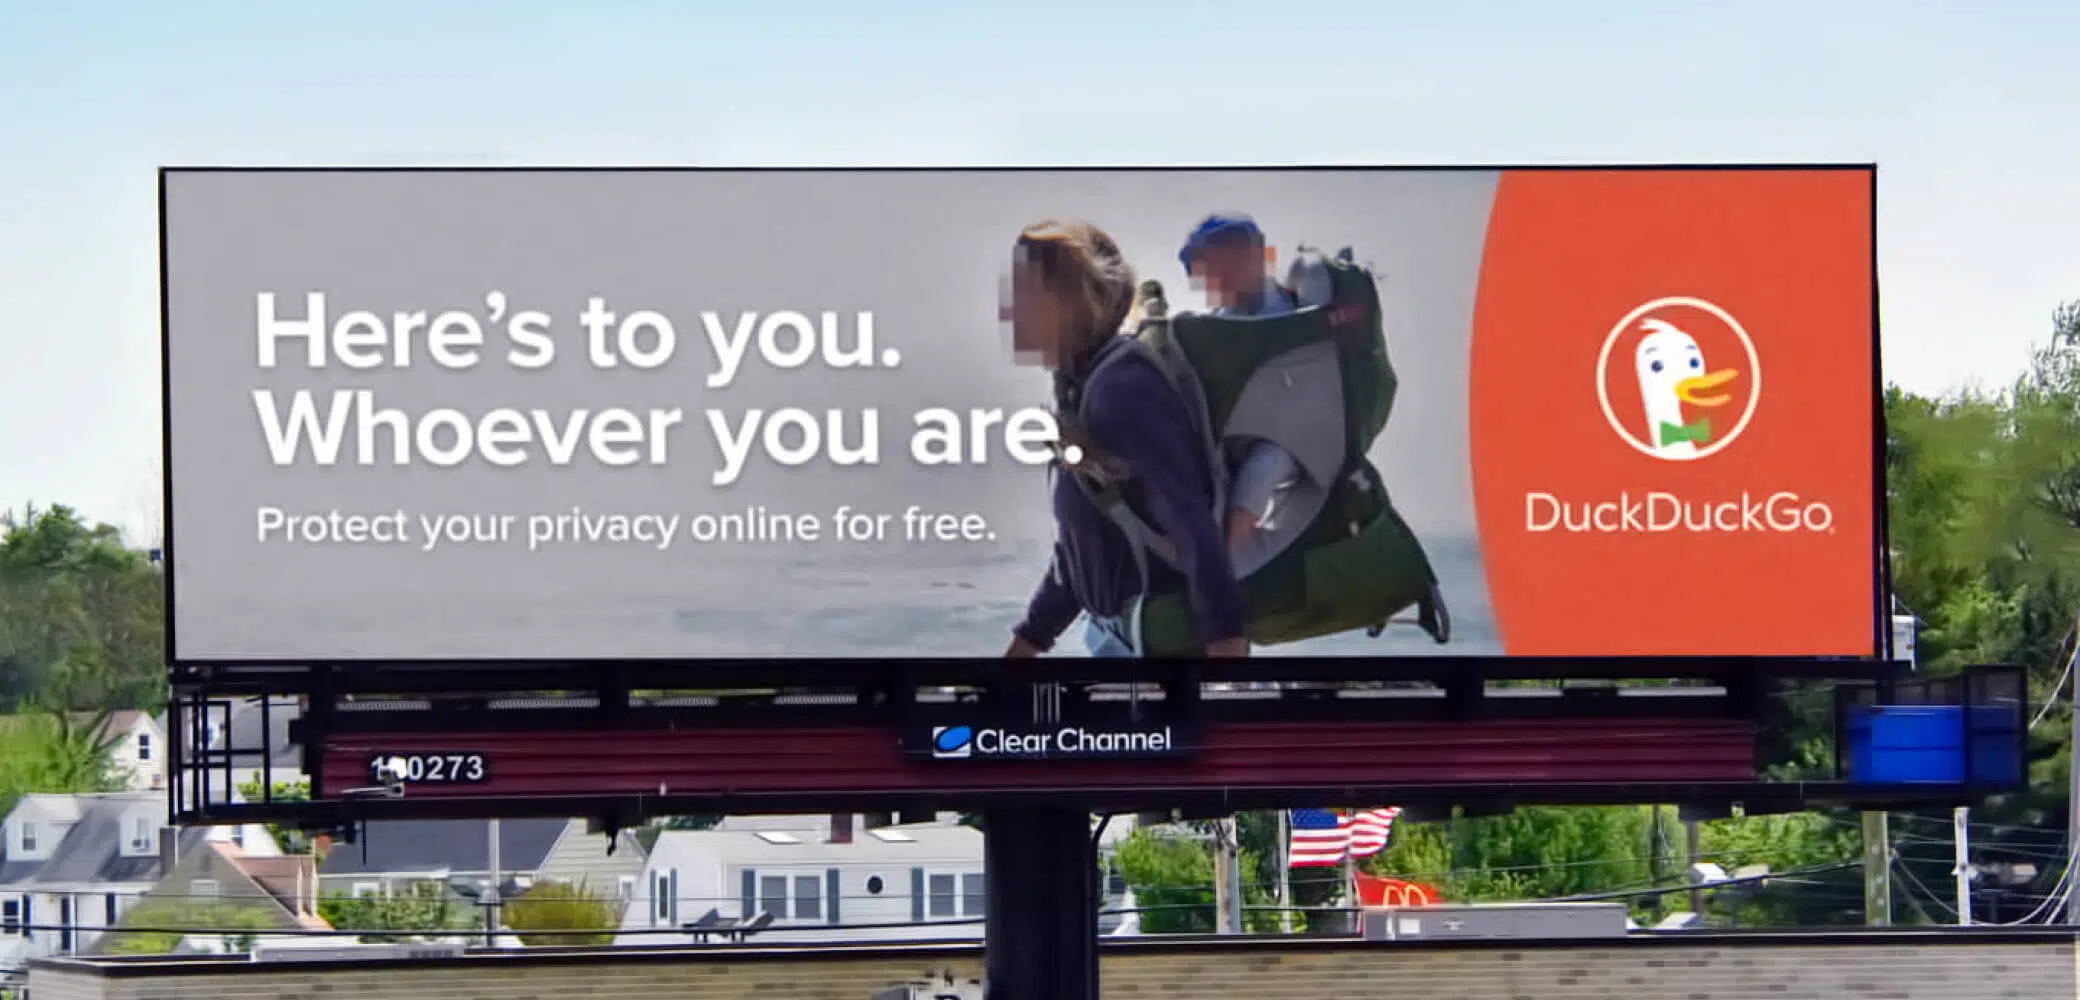 Here's to you.
Whoever you are.
Protect your privacy online for free.
DuckDuckGo
Clear Channel